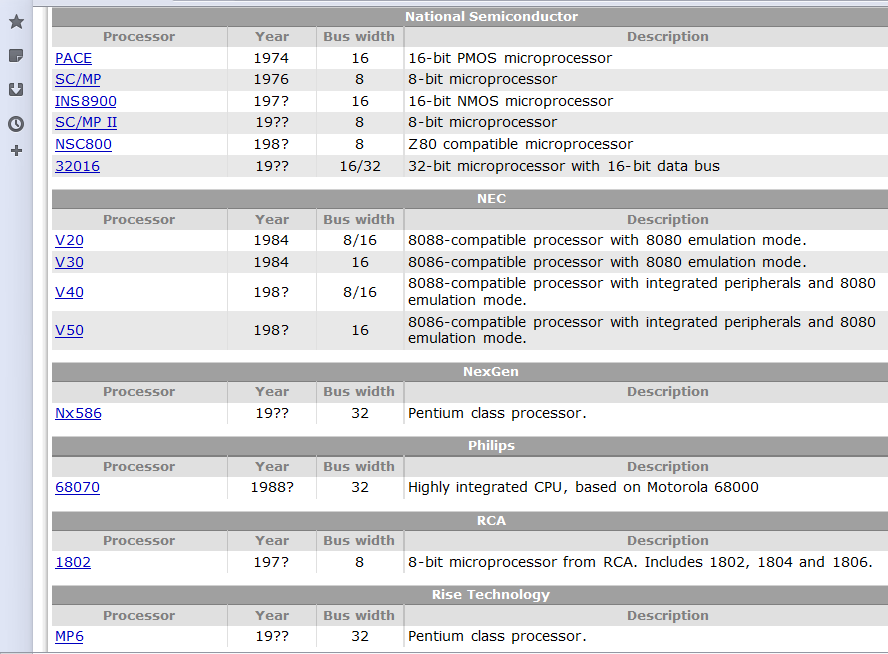 National Semiconductor
Processor Year Bus width Description
PACE 1974 16 16-bit PMOS microprocessor
SC/MP 1976 8 8-bit microprocessor
INS8900 197? 16 16-bit NMOS microprocessor
SC/MP II 19?? 8 8-bit microprocessor
NSC800 198? 8 Z80 compatible microprocessor
32016 19?? 16/32 32-bit microprocessor with 16-bit data bus
NEC
Processor Year Bus width Description
V20 1984 8/16 8088-compatible processor with 8080 emulation mode.
V30 1984 16 8086-compatible processor with 8080 emulation mode.
V40 198? 8/16 8088-compatible processor with integrated peripherals and 8080
emulation mode.
V50 198? 16 8086-compatible processor with integrated peripherals and 8080
emulation mode.
NexGen
Processor Year Bus width Description
Nx586 19?? 32 Pentium class processor.
Philips
Processor Year Bus width Description
68070 1988? 32 Highly integrated CPU, based on Motorola 68000
RCA
Processor Year Bus width Description
1802 197? 8 8-bit microprocessor from RCA. Includes 1802, 1804 and 1806.
Rise Technology
Processor Year Bus width Description
MP6 19?? 32 Pentium class processor.